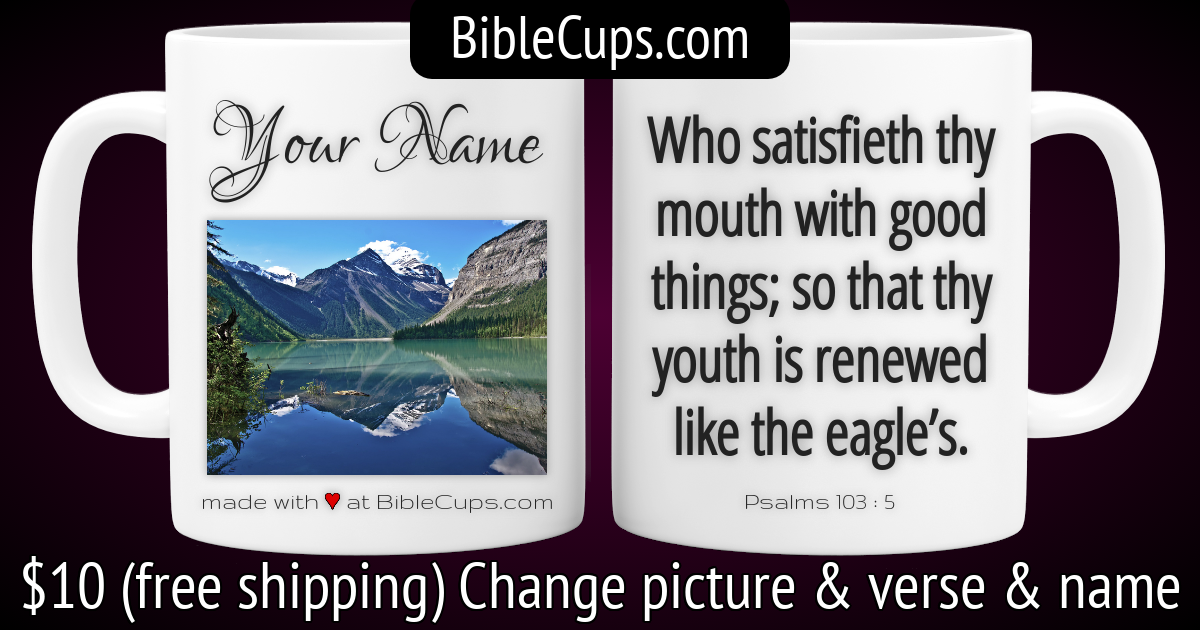 BibleCups.com
Your Name
made with ♥ at BibleCups.com
Who satisfieth thy
mouth with good
things; so that thy
youth is renewed
like the eagle’s.
Psalms 103 : 5
$10 (free shipping) Change picture & verse & name